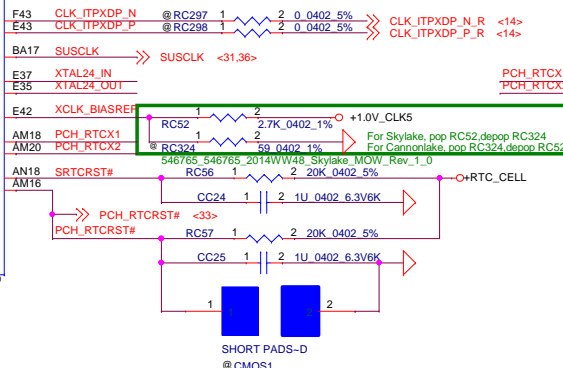 F43 CLK_ITPXDP_N @ RC297 1 2 0_0402_5% CLK_ITPXDP_N_R <14>
E43 CLK_ITPXDP_P @ RC298 1 2 0_0402_5% CLK_ITPXDP_P_R <14>
BA17 SUSCLK SUSCLK <31,36>
E37 XTAL24_IN PCH_RTCX
E35 XTAL24_OUT
E42 XCLK_BIASREF 1 2 +1.0V_CLK5
RC52 2.7K_0402_1%
AM18 PCH_RTCX1 1 2 For Skylake, pop RC52,depop RC324
AM20 PCH_RTCX2 @ RC324 59_0402_1% For Cannonlake, pop RC324,depop RC52
546765_546765_2014WW48_Skylake_MOW_Rev_1_0
AN18 SRTCRST# RC56 1 2 20K_0402_5% +RTC_CELL
AM16
CC24 1 2 1U_0402_6.3V6K
PCH_RTCRST# <33>
PCH_RTCRST# RC57 1 2 20K_0402_5%
CC25 1 2 1U_0402_6.3V6K
1 1 2 2
SHORT PADS~D
@ CMOS1